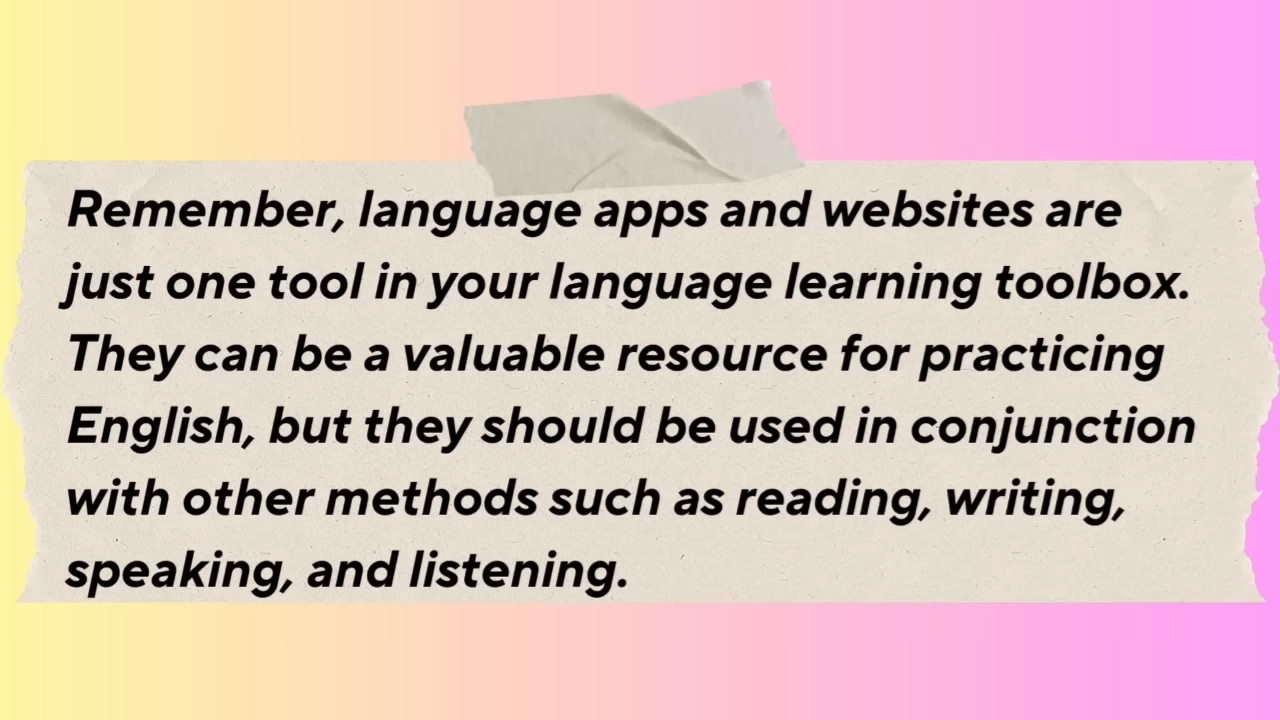 Remember, language apps and websites are
just one tool in your language learning toolbox.
They can be a valuable resource for practicing
English, but they should be used in conjunction
with other methods such as reading, writing,
speaking, and listening.